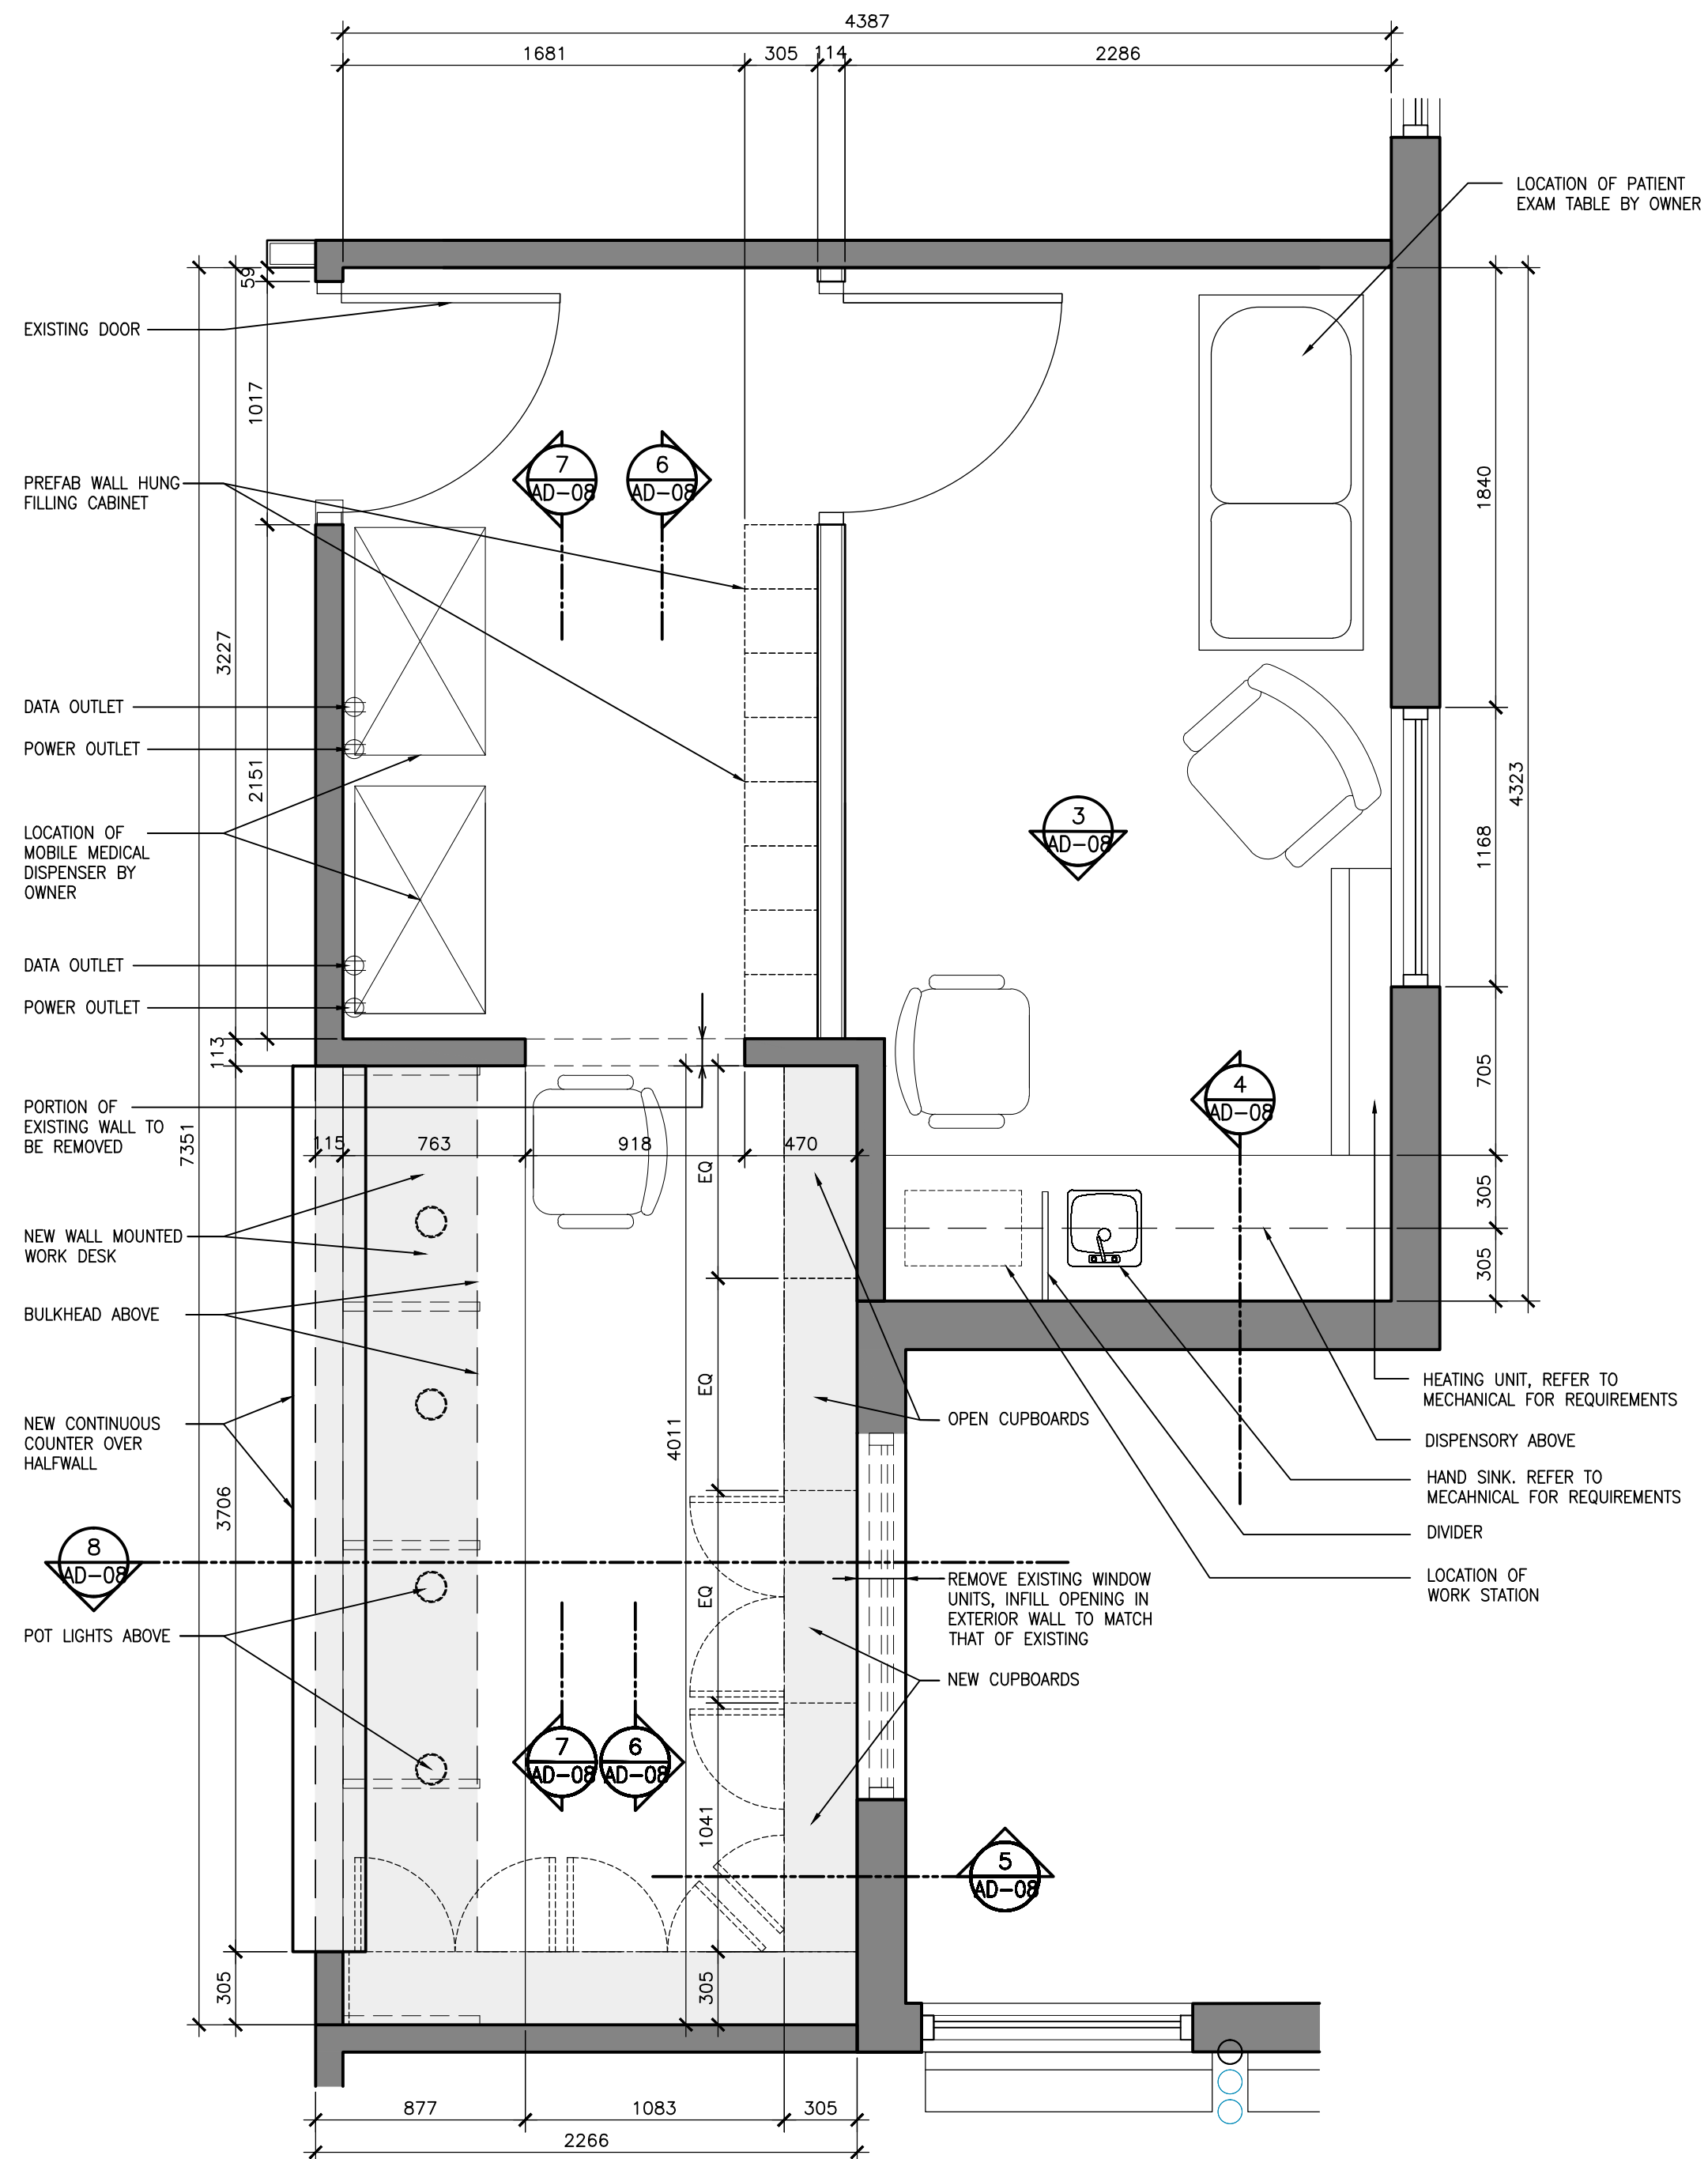 4387
1681
305
114
2286
LOCATION OF PATIENT
EXAM TABLE BY OWNER
59
EXISTING DOOR
1017
7
AD-08
6
AD-08
PREFAB WALL HUNG
FILLING CABINET
1840
3227
DATA OUTLET
POWER OUTLET
2151
4323
LOCATION OF
MOBILE MEDICAL
DISPENSER BY
OWNER
3
AD-08
1168
DATA OUTLET
POWER OUTLET
113
705
4
AD-08
PORTION OF
EXISTING WALL TO
BE REMOVED
7351
115
763
918
470
EQ
305
NEW WALL MOUNTED
WORK DESK
305
BULKHEAD ABOVE
EQ
HEATING UNIT, REFER TO
MECHANICAL FOR REQUIREMENTS
NEW CONTINUOUS
COUNTER OVER
HALFWALL
4011
OPEN CUPBOARDS
DISPENSORY ABOVE
HAND SINK. REFER TO
MECAHNICAL FOR REQUIREMENTS
3706
DIVIDER
8
AD-08
EQ
REMOVE EXISTING WINDOW
UNITS, INFILL OPENING IN
EXTERIOR WALL TO MATCH
THAT OF EXISTING
LOCATION OF
WORK STATION
POT LIGHTS ABOVE
NEW CUPBOARDS
7
AD-08
6
AD-08
1041
5
AD-08
305
305
877
1083
305
2266